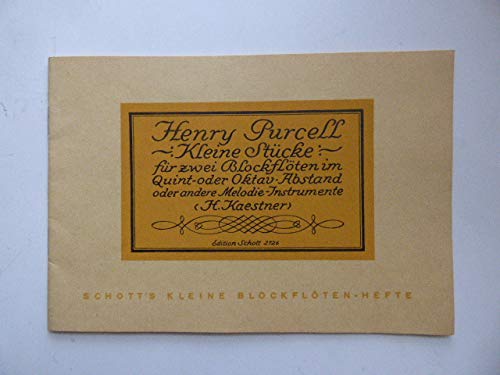 Henry Purcell
~: Kleine Stücke :~
für zwei Blockflöten im
Quint- oder Oktav-Abstand
oder andere Melodie-Instrumente
(H. Kaestner)
Edition Schott 2726
SCHOTT'S KLEINE BLOCKFLÖTEN-HEFTE